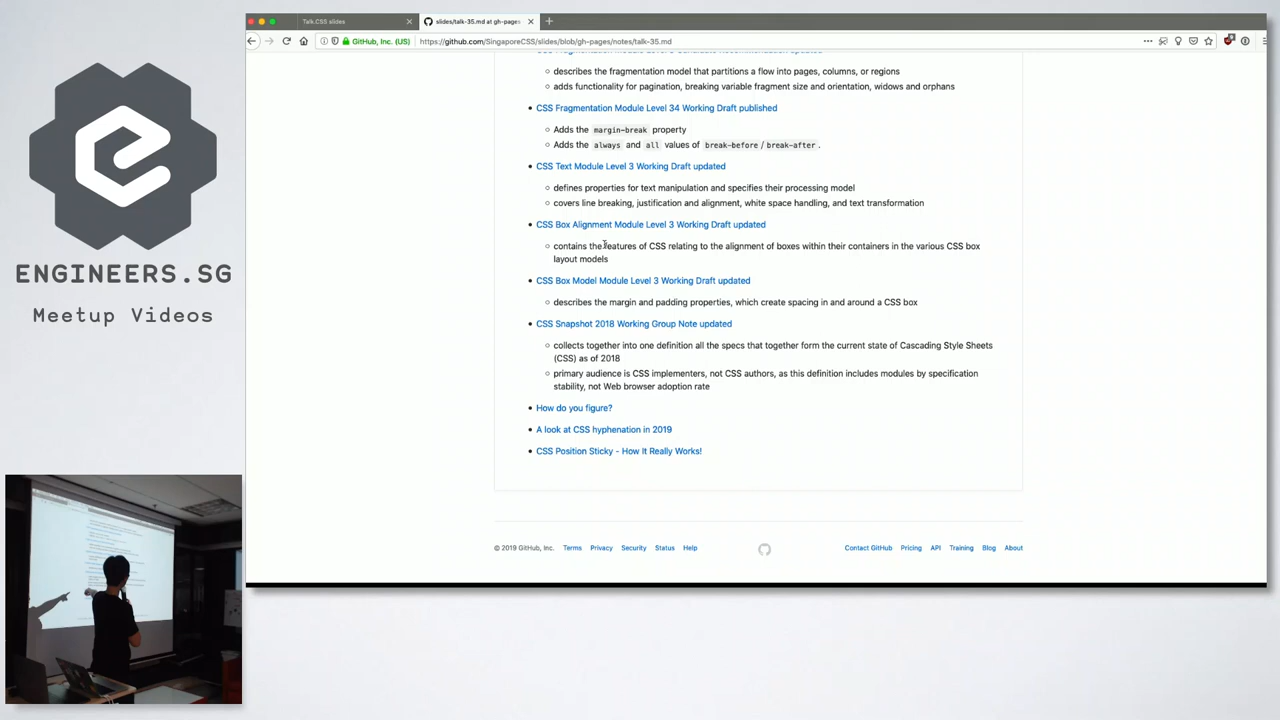 Talk.CSS slides
slides/talk-35.md at gh-pages
GitHub, Inc. (US)
https://github.com/SingaporeCSS/slides/blob/gh-pages/notes/talk-35.md
describes the fragmentation model that partitions a flow into pages, columns, or regions
adds functionality for pagination, breaking variable fragment size and orientation, widows and orphans
CSS Fragmentation Module Level 34 Working Draft published
Adds the margin-break property
Adds the always and all values of break-before / break-after .
CSS Text Module Level 3 Working Draft updated
defines properties for text manipulation and specifies their processing model
covers line breaking, justification and alignment, white space handling, and text transformation
CSS Box Alignment Module Level 3 Working Draft updated
contains the features of CSS relating to the alignment of boxes within their containers in the various CSS box
layout models
CSS Box Model Module Level 3 Working Draft updated
describes the margin and padding properties, which create spacing in and around a CSS box
CSS Snapshot 2018 Working Group Note updated
collects together into one definition all the specs that together form the current state of Cascading Style Sheets
(CSS) as of 2018
primary audience is CSS implementers, not CSS authors, as this definition includes modules by specification
stability, not Web browser adoption rate
How do you figure?
A look at CSS hyphenation in 2019
CSS Position Sticky - How It Really Works!
© 2019 GitHub, Inc. Terms Privacy Security Status Help
Contact GitHub Pricing API Training Blog About
ENGINEERS.SG
Meetup Videos